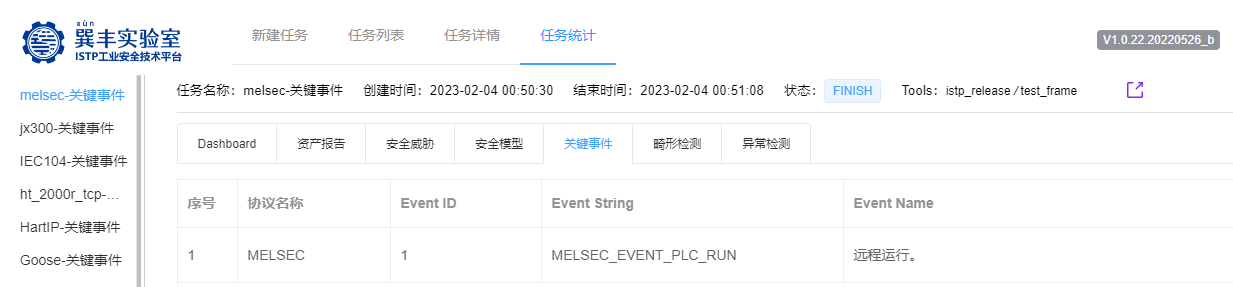 xùn
巽丰实验室
ISTP工业安全技术平台
新建任务 任务列表 任务详情 任务统计
V1.0.22.20220526_b
melsec-关键事件
jx300-关键事件
IEC104-关键事件
ht_2000r_tcp-...
HartIP-关键事件
Goose-关键事件
任务名称：melsec-关键事件 创建时间：2023-02-04 00:50:30 结束时间：2023-02-04 00:51:08 状态： FINISH Tools：istp_release /test_frame
Dashboard 资产报告 安全威胁 安全模型 关键事件 畸形检测 异常检测
序号 协议名称 Event ID Event String Event Name
1 MELSEC 1 MELSEC_EVENT_PLC_RUN 远程运行。